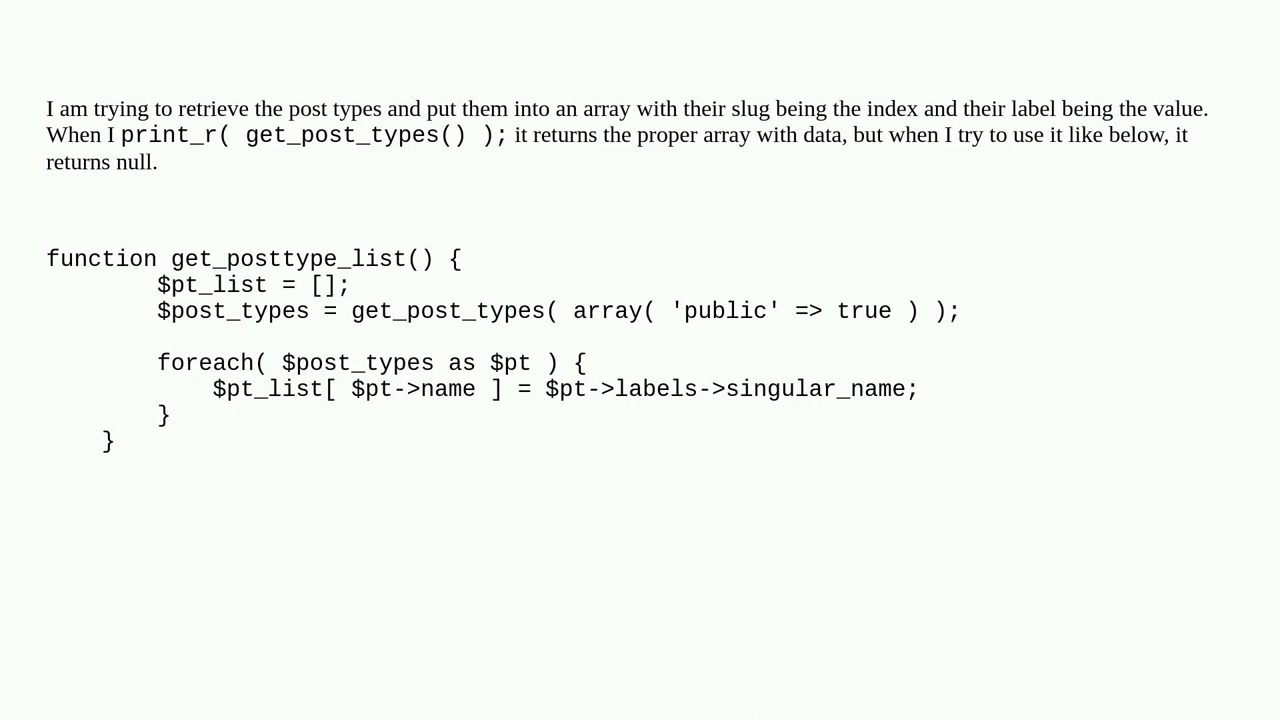 I am trying to retrieve the post types and put them into an array with their slug being the index and their label being the value.
When I print_r( get_post_types() ); it returns the proper array with data, but when I try to use it like below, it
returns null.
function get_posttype_list() {
        $pt_list = [];
        $post_types = get_post_types( array( 'public' => true ) );
        foreach( $post_types as $pt ) {
            $pt_list[ $pt->name ] = $pt->labels->singular_name;
        }
    }